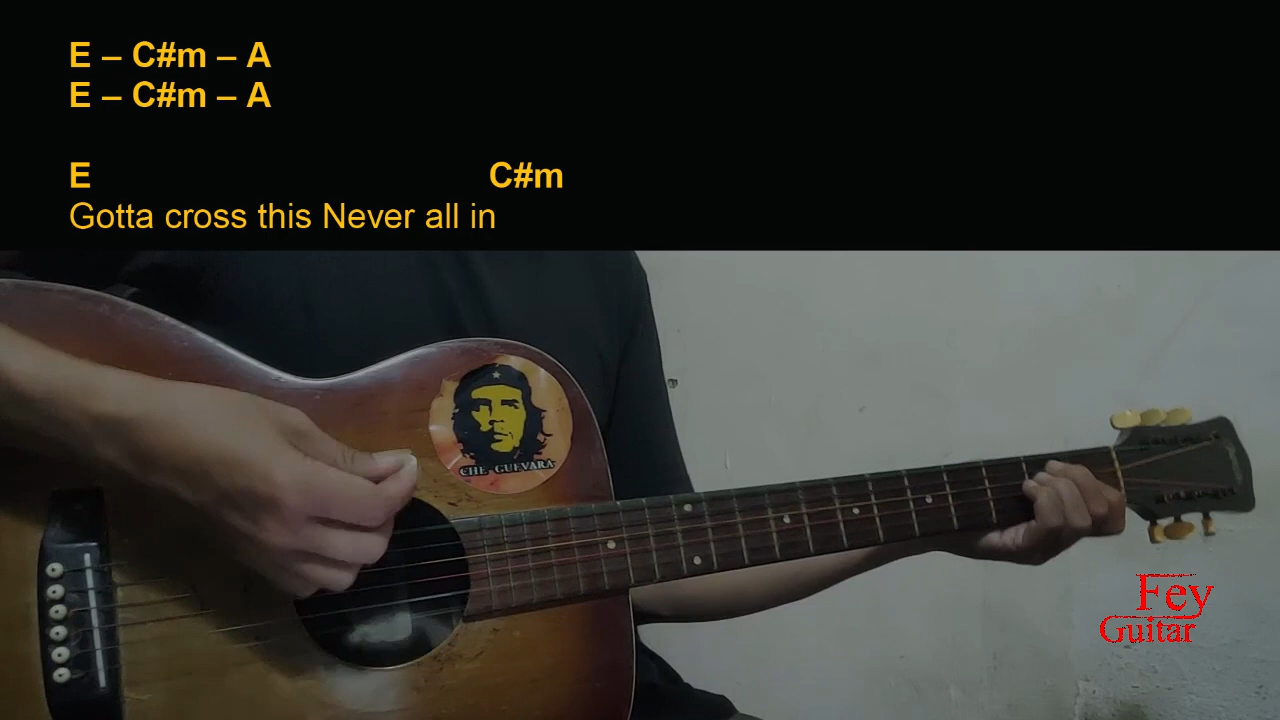 E – C#m – A
E – C#m – A
E C#m
Gotta cross this Never all in
CHE GUEVARA
Fey
Guitar